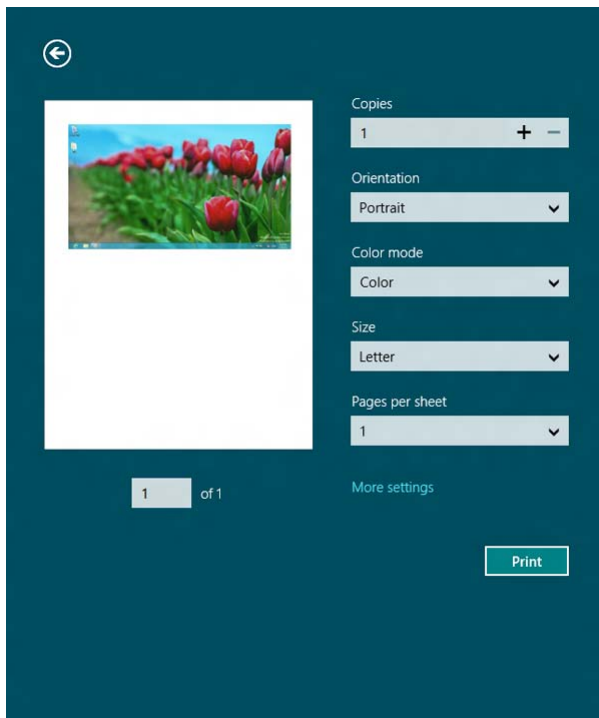 Copies
1
Orientation
Portrait
Color mode
Color
Size
Letter
Pages per sheet
1
More settings
1 of 1
Print